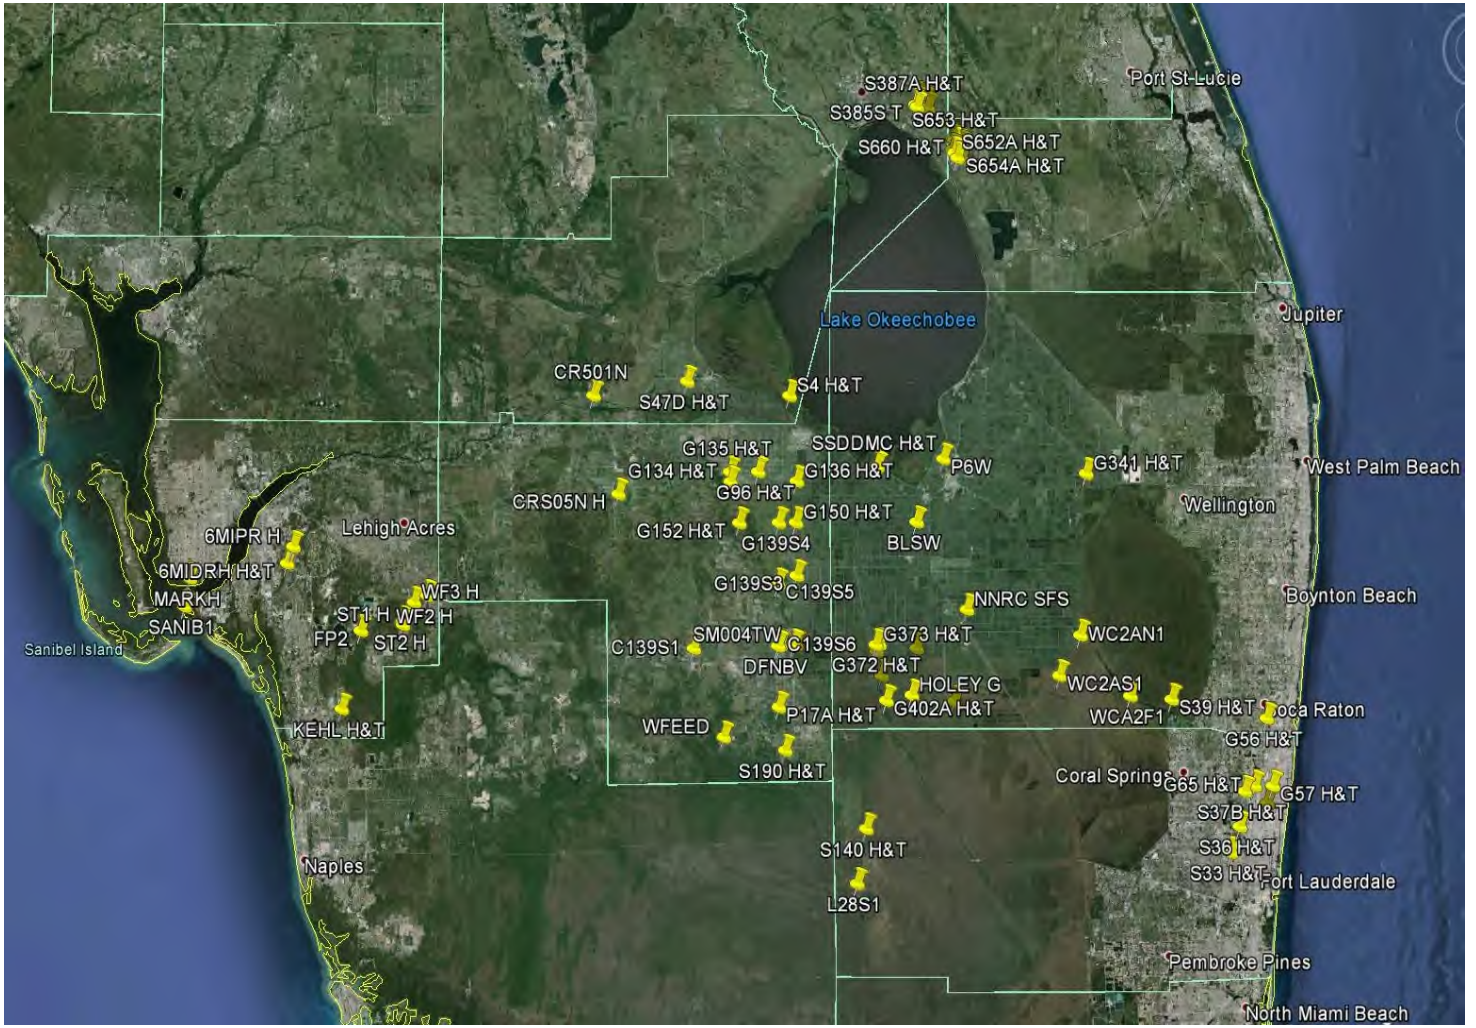 S387A H&T
Port St Lucie
S385S T
S653 H&T
S652A H&T
S660 H&T
S654A H&T
Jupiter
Lake Okeechobee
CR501N
S47D H&T
S4 H&T
G135 H&T
SSDDMC H&T
G134 H&T
G136 H&T
P6W
G341 H&T
West Palm Beach
CRS05N H
G96 H&T
Wellington
Lehigh Acres
G152 H&T
G150 H&T
6MIPR H
G139S4
BLSW
6MIDRH H&T
G139S3
C139S5
WF3 H
MARKH
NNRC SFS
Boynton Beach
ST1 H
WF2 H
SANIB1
FP2
ST2 H
Sanibel Island
C139S1
SM004TW
C139S6
G373 H&T
WC2AN1
DFNBV
G372 H&T
HOLEY G
WC2AS1
KEHL H&T
P17A H&T
G402A H&T
WCA2F1
S39 H&T
oca Raton
WFEED
G56 H&T
S190 H&T
Coral Springs
G65 H&T
G57 H&T
S37B H&T
S140 H&T
S36 H&T
Naples
S33 H&T
Fort Lauderdale
L28S1
Pembroke Pines
North Miami Beach